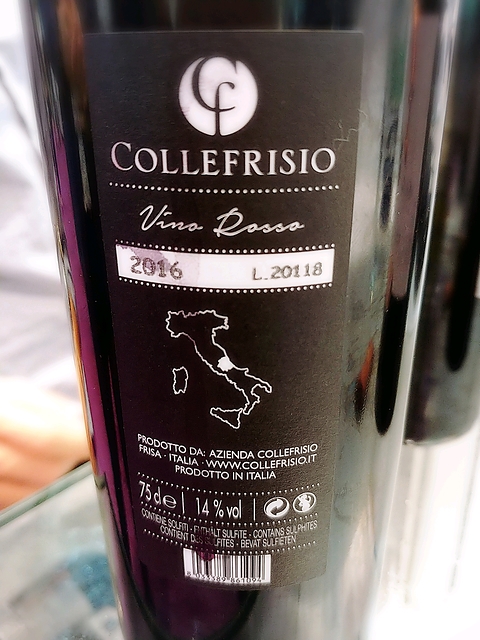 Cf
COLLEFRISIO
Vino Rosso
2016 L.20118
PRODOTTO DA: AZIENDA COLLEFRISIO
FRISA - ITALIA - WWW.COLLEFRISIO.IT
PRODOTTO IN ITALIA
75 cl e 14 % vol
CONTIENE SOLFITI - ENTHÄLT SULFITE - CONTAINS SULPHITES
CONTIENT DES SULFITES - BEVAT SULFIETEN